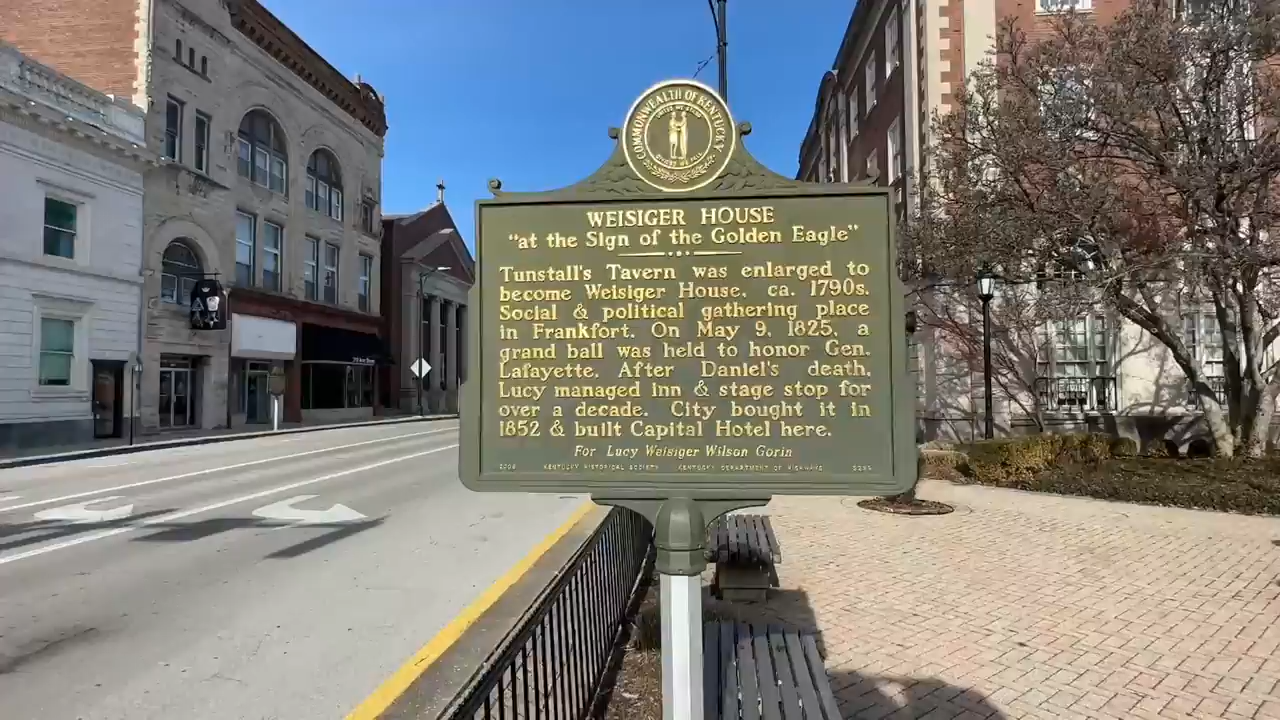 COMMONWEALTH OF KENTUCKY
WEISIGER HOUSE
"at the Sign of the Golden Eagle"
Tunstall's Tavern was enlarged to
become Weisiger House, ca. 1790s.
Social & political gathering place
in Frankfort. On May 9, 1825, a
grand ball was held to honor Gen.
Lafayette. After Daniel's death,
Lucy managed inn & stage stop for
over a decade. City bought it in
1852 & built Capital Hotel here.
For Lucy Weisiger Wilson Gorin
KENTUCKY HISTORICAL SOCIETY KENTUCKY DEPARTMENT OF HIGHWAYS